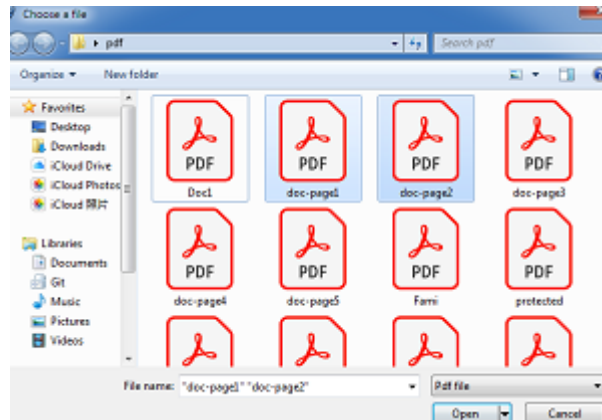 Choose a file
pdf
Search pdf
Organize
New folder
Favorites
Desktop
Downloads
iCloud Drive
iCloud Photos
iCloud 照片
Libraries
Documents
Git
Music
Pictures
Videos
PDF PDF PDF PDF
Doc1 doc-page1 doc-page2 doc-page3
PDF PDF PDF PDF
doc-page4 doc-page5 Fami protected
File name: "doc-page1" "doc-page2"
Pdf file
Open
Cancel